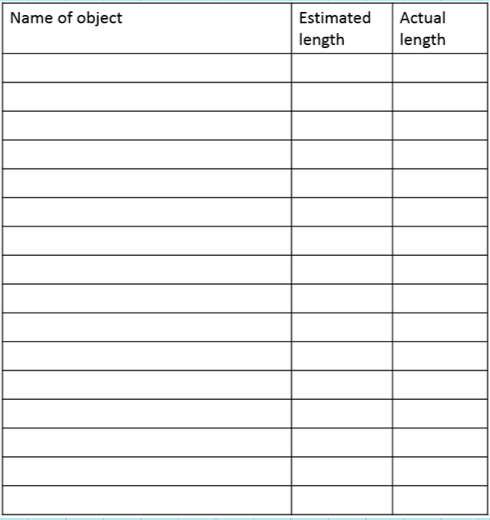 Name of object
Estimated
length
Actual
length